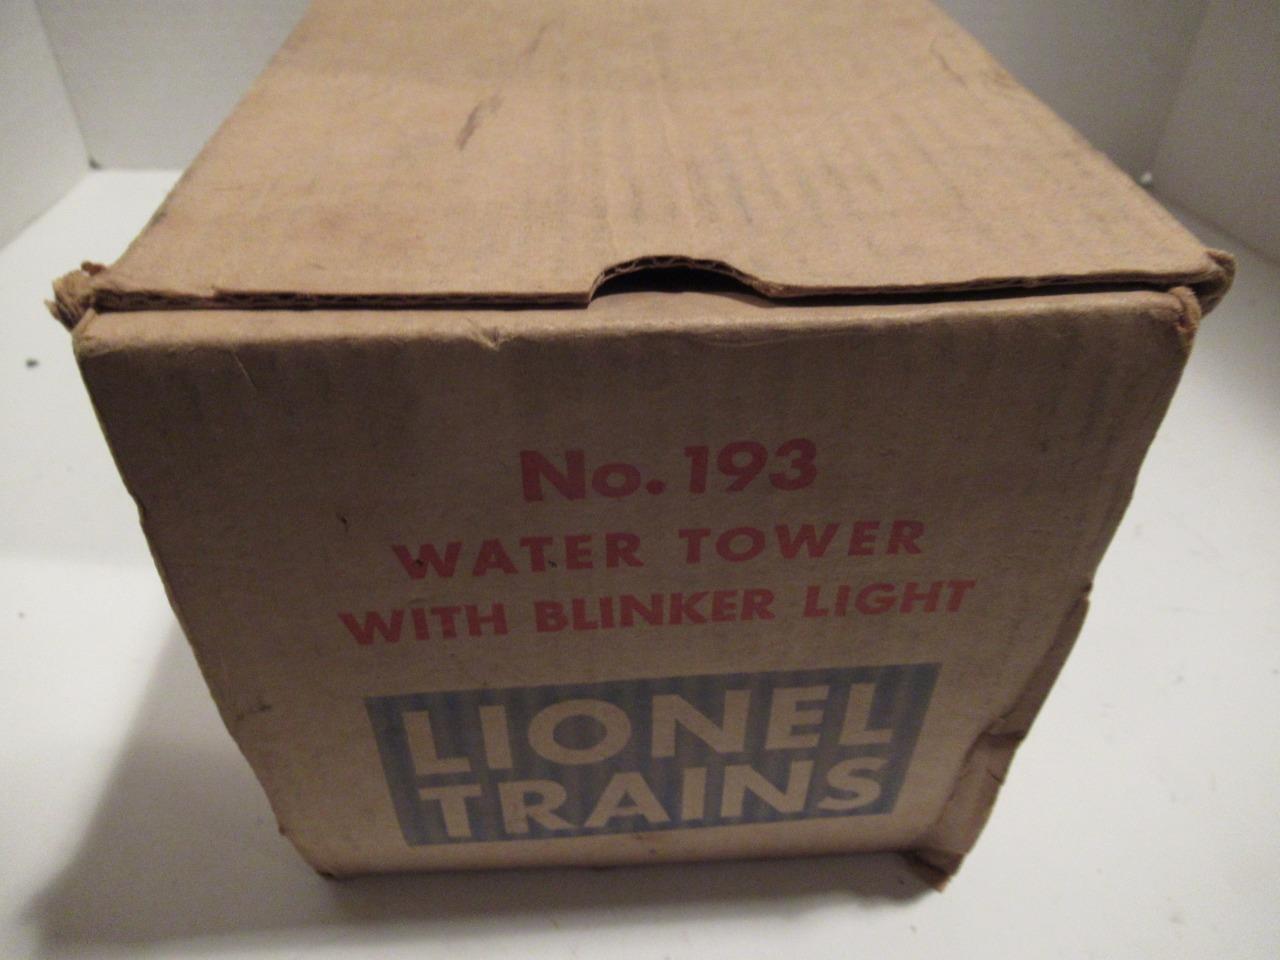 No. 193
WATER TOWER
WITH BLINKER LIGHT
LIONEL
TRAINS